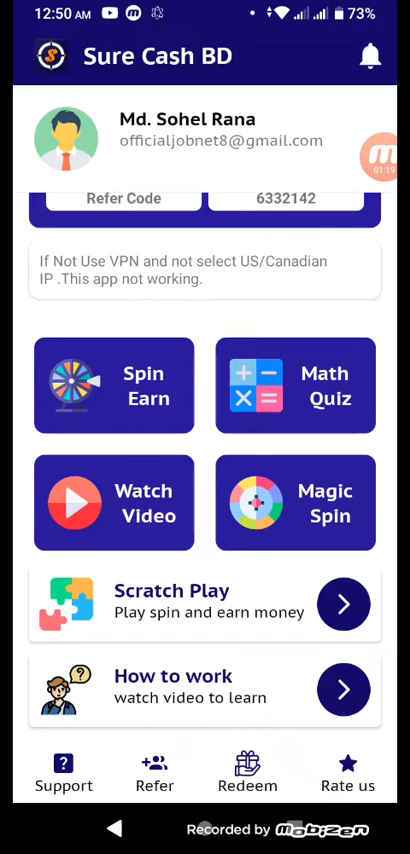 12:50 AM
73%
Sure Cash BD
Md. Sohel Rana
officialjobnet8@gmail.com
01:19
Refer Code
6332142
If Not Use VPN and not select US/Canadian
IP .This app not working.
Spin
Earn
Math
Quiz
Watch
Video
Magic
Spin
Scratch Play
Play spin and earn money
How to work
watch video to learn
Support
Refer
Redeem
Rate us
Recorded by mobizen